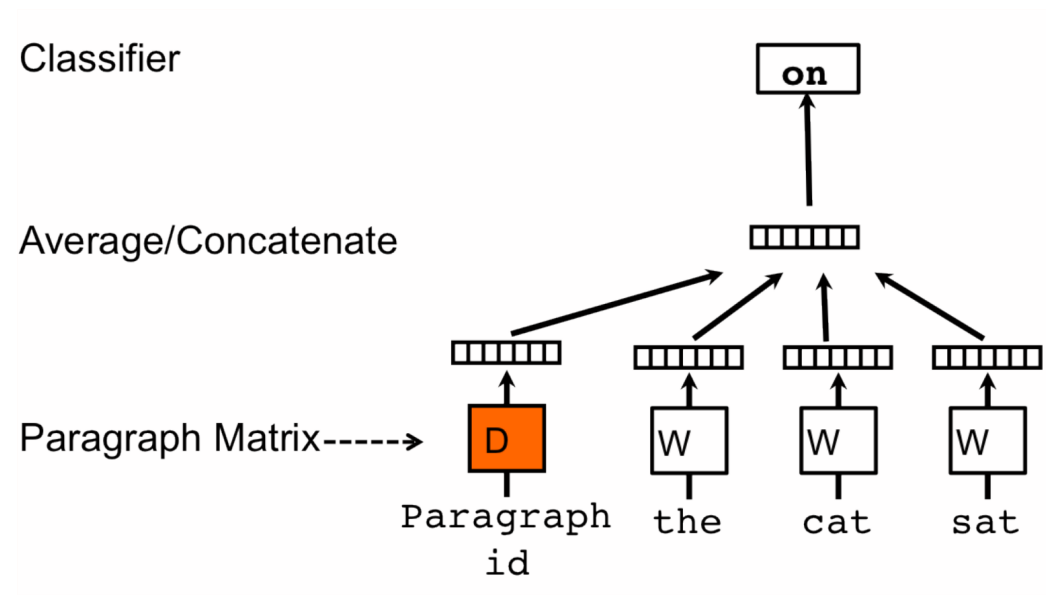 Classifier
on
Average/Concatenate
Paragraph Matrix
D
W
W
W
Paragraph
id
the
cat
sat